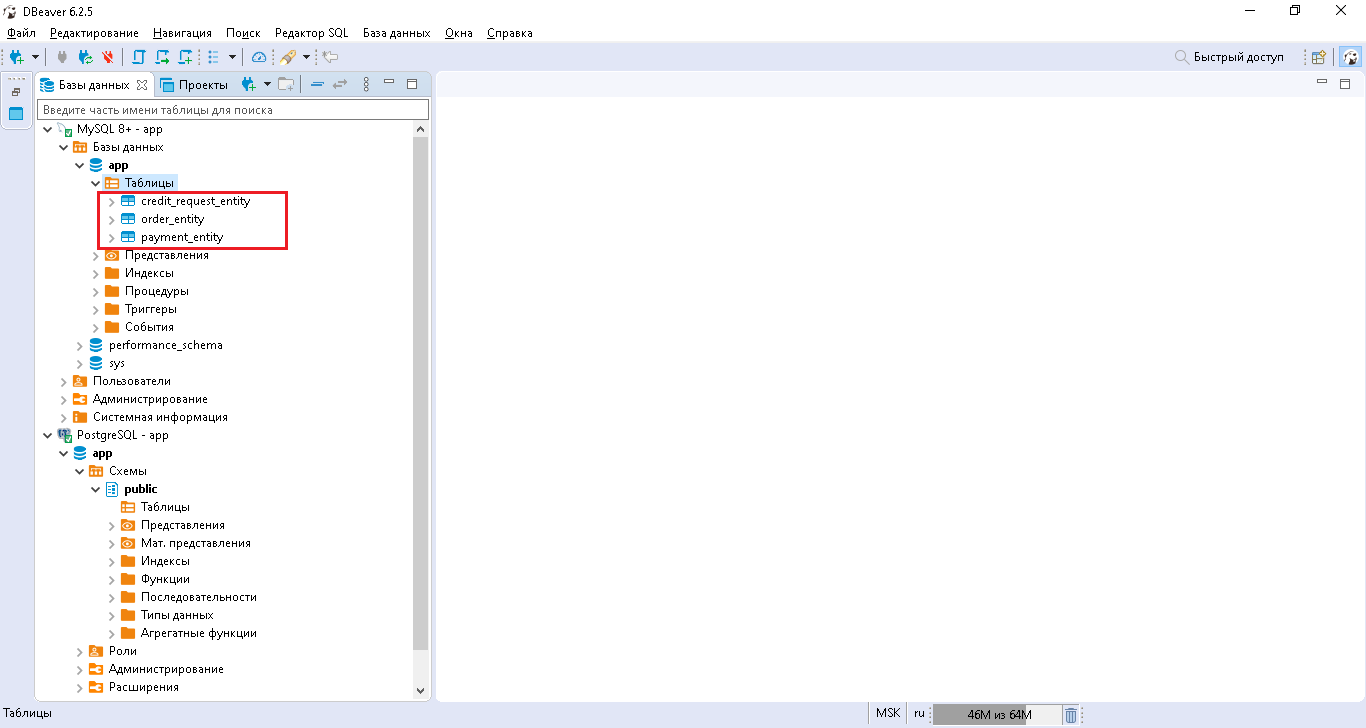 DBeaver 6.2.5
Файл Редактирование Навигация Поиск Редактор SQL База данных Окна Справка
Быстрый доступ
Базы данных Проекты
Введите часть имени таблицы для поиска
MySQL 8+ - app
Базы данных
app
Таблицы
credit_request_entity
order_entity
payment_entity
Представления
Индексы
Процедуры
Триггеры
События
performance_schema
sys
Пользователи
Администрирование
Системная информация
PostgreSQL - app
app
Схемы
public
Таблицы
Представления
Мат. представления
Индексы
Функции
Последовательности
Типы данных
Агрегатные функции
Роли
Администрирование
Расширения
Таблицы MSK ru 46M из 64M